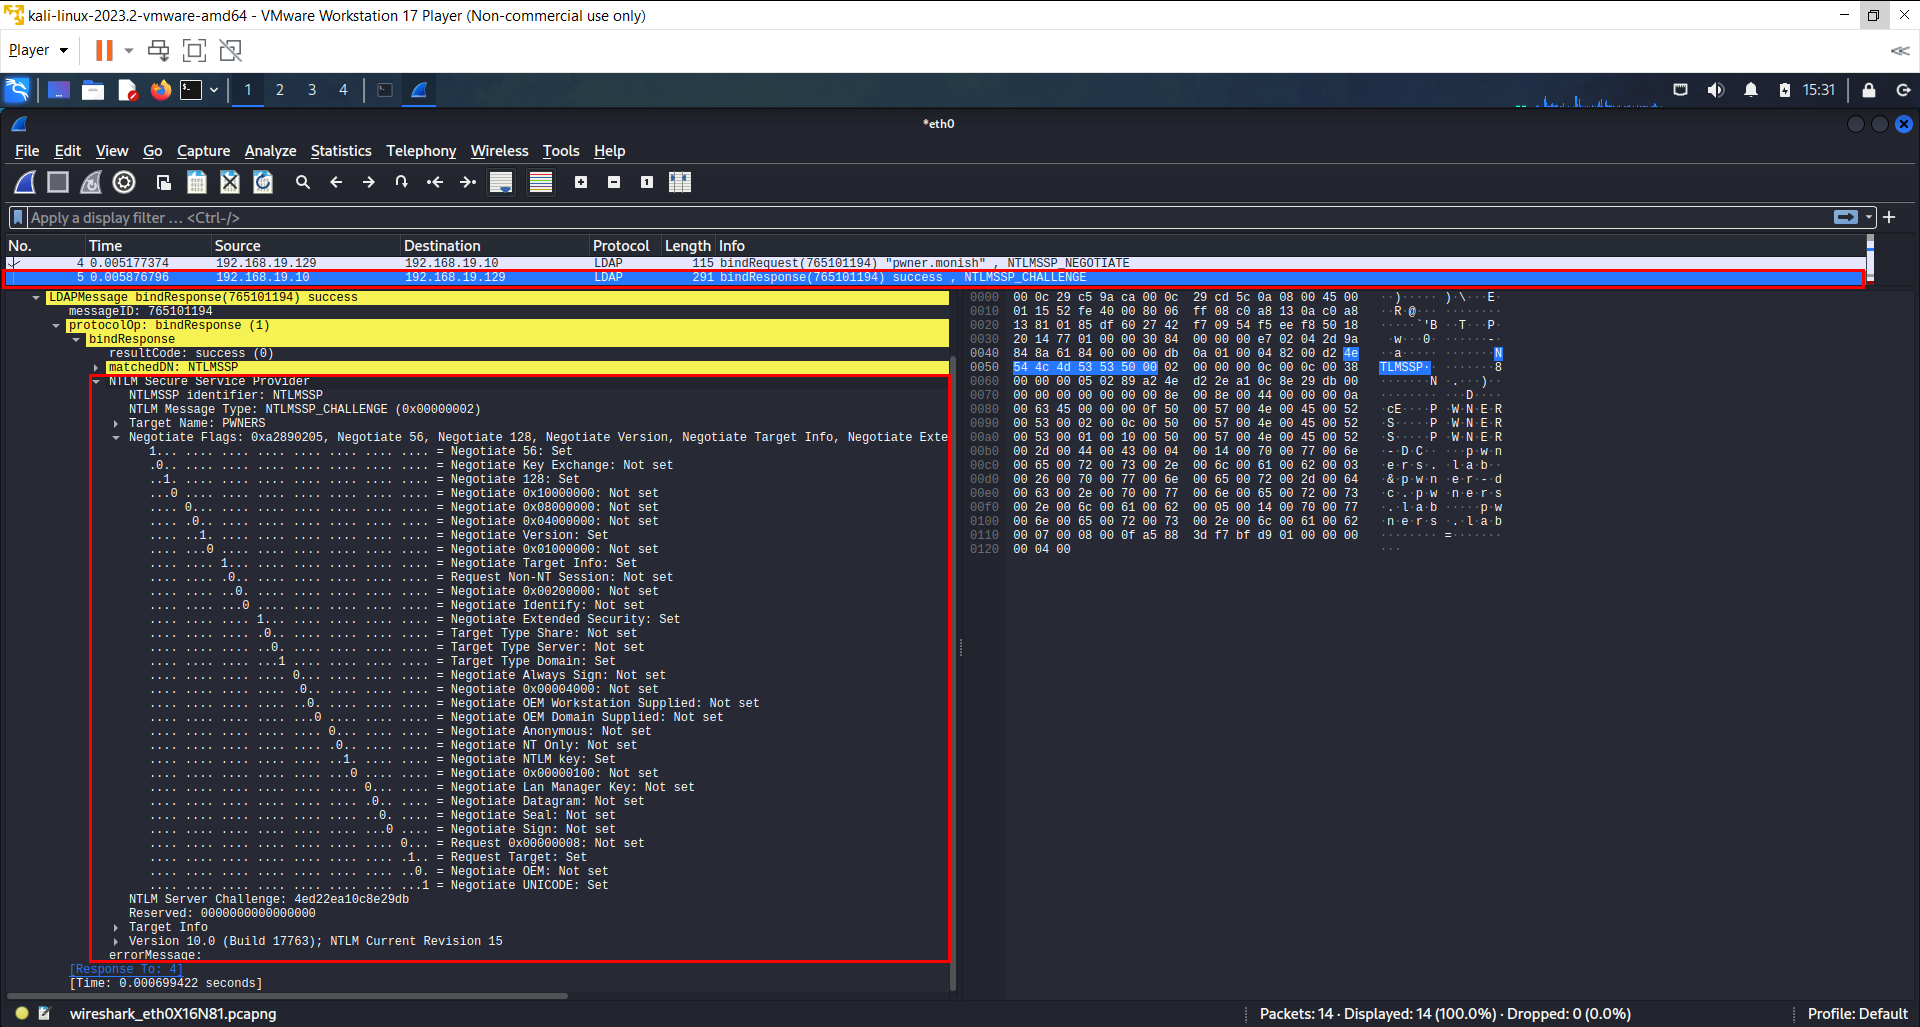 kali-linux-2023.2-vmware-amd64 - VMware Workstation 17 Player (Non-commercial use only)
Player
1 2 3 4 15:31
*eth0
File Edit View Go Capture Analyze Statistics Telephony Wireless Tools Help
Apply a display filter … <Ctrl-/>
No. Time Source Destination Protocol Length Info
4 0.005177374 192.168.19.129 192.168.19.10 LDAP 115 bindRequest(765101194) "pwner.monish" , NTLMSSP_NEGOTIATE
5 0.005876796 192.168.19.10 192.168.19.129 LDAP 291 bindResponse(765101194) success , NTLMSSP_CHALLENGE
LDAPMessage bindResponse(765101194) success
messageID: 765101194
protocolOp: bindResponse (1)
bindResponse
resultCode: success (0)
matchedDN: NTLMSSP
NTLM Secure Service Provider
NTLMSSP identifier: NTLMSSP
NTLM Message Type: NTLMSSP_CHALLENGE (0x00000002)
Target Name: PWNERS
Negotiate Flags: 0xa2890205, Negotiate 56, Negotiate 128, Negotiate Version, Negotiate Target Info, Negotiate Exte
1... .... .... .... .... .... .... .... = Negotiate 56: Set
.0.. .... .... .... .... .... .... .... = Negotiate Key Exchange: Not set
..1. .... .... .... .... .... .... .... = Negotiate 128: Set
...0 .... .... .... .... .... .... .... = Negotiate 0x10000000: Not set
.... 0... .... .... .... .... .... .... = Negotiate 0x08000000: Not set
.... .0.. .... .... .... .... .... .... = Negotiate 0x04000000: Not set
.... ..1. .... .... .... .... .... .... = Negotiate Version: Set
.... ...0 .... .... .... .... .... .... = Negotiate 0x01000000: Not set
.... .... 1... .... .... .... .... .... = Negotiate Target Info: Set
.... .... .0.. .... .... .... .... .... = Request Non-NT Session: Not set
.... .... ..0. .... .... .... .... .... = Negotiate 0x00200000: Not set
.... .... ...0 .... .... .... .... .... = Negotiate Identify: Not set
.... .... .... 1... .... .... .... .... = Negotiate Extended Security: Set
.... .... .... .0.. .... .... .... .... = Target Type Share: Not set
.... .... .... ..0. .... .... .... .... = Target Type Server: Not set
.... .... .... ...1 .... .... .... .... = Target Type Domain: Set
.... .... .... .... 0... .... .... .... = Negotiate Always Sign: Not set
.... .... .... .... .0.. .... .... .... = Negotiate 0x00004000: Not set
.... .... .... .... ..0. .... .... .... = Negotiate OEM Workstation Supplied: Not set
.... .... .... .... ...0 .... .... .... = Negotiate OEM Domain Supplied: Not set
.... .... .... .... .... 0... .... .... = Negotiate Anonymous: Not set
.... .... .... .... .... .0.. .... .... = Negotiate NT Only: Not set
.... .... .... .... .... ..1. .... .... = Negotiate NTLM key: Set
.... .... .... .... .... ...0 .... .... = Negotiate 0x00000100: Not set
.... .... .... .... .... .... 0... .... = Negotiate Lan Manager Key: Not set
.... .... .... .... .... .... .0.. .... = Negotiate Datagram: Not set
.... .... .... .... .... .... ..0. .... = Negotiate Seal: Not set
.... .... .... .... .... .... ...0 .... = Negotiate Sign: Not set
.... .... .... .... .... .... .... 0... = Request 0x00000008: Not set
.... .... .... .... .... .... .... .1.. = Request Target: Set
.... .... .... .... .... .... .... ..0. = Negotiate OEM: Not set
.... .... .... .... .... .... .... ...1 = Negotiate UNICODE: Set
NTLM Server Challenge: 4ed22ea10c8e29db
Reserved: 0000000000000000
Target Info
Version 10.0 (Build 17763); NTLM Current Revision 15
errorMessage:
[Response To: 4]
[Time: 0.000699422 seconds]
0000 00 0c 29 c5 9a ca 00 0c 29 cd 5c 0a 08 00 45 00 ··)·····)·\···E·
0010 01 15 52 fe 40 00 80 06 ff 08 c0 a8 13 0a c0 a8 ··R·@···········
0020 13 81 01 85 df 60 27 42 f7 09 54 f5 ee f8 50 18 ·····`'B··T···P·
0030 20 14 77 01 00 00 30 84 00 00 00 e7 02 04 2d 9a ·w···0·······-·
0040 84 8a 61 84 00 00 00 db 0a 01 00 04 82 00 d2 4e ··a············N
0050 54 4c 4d 53 53 50 00 02 00 00 00 0c 00 0c 00 38 TLMSSP·········8
0060 00 00 00 05 02 89 a2 4e d2 2e a1 0c 8e 29 db 00 ·······N·.···)··
0070 00 00 00 00 00 00 00 8e 00 8e 00 44 00 00 00 0a ···········D····
0080 00 63 45 00 00 00 0f 50 00 57 00 4e 00 45 00 52 ·cE····P·W·N·E·R
0090 00 53 00 02 00 0c 00 50 00 57 00 4e 00 45 00 52 ·S·····P·W·N·E·R
00a0 00 53 00 01 00 10 00 50 00 57 00 4e 00 45 00 52 ·S·····P·W·N·E·R
00b0 00 2d 00 44 00 43 00 04 00 14 00 70 00 77 00 6e ·-·D·C·····p·w·n
00c0 00 65 00 72 00 73 00 2e 00 6c 00 61 00 62 00 03 ·e·r·s·.·l·a·b··
00d0 00 26 00 70 00 77 00 6e 00 65 00 72 00 2d 00 64 ·&·p·w·n·e·r·-·d
00e0 00 63 00 2e 00 70 00 77 00 6e 00 65 00 72 00 73 ·c·.·p·w·n·e·r·s
00f0 00 2e 00 6c 00 61 00 62 00 05 00 14 00 70 00 77 ·.·l·a·b·····p·w
0100 00 6e 00 65 00 72 00 73 00 2e 00 6c 00 61 00 62 ·n·e·r·s·.·l·a·b
0110 00 07 00 08 00 0f a5 88 3d f7 bf d9 01 00 00 00 ········=·······
0120 00 04 00 ···
wireshark_eth0X16N81.pcapng Packets: 14 · Displayed: 14 (100.0%) · Dropped: 0 (0.0%) Profile: Default